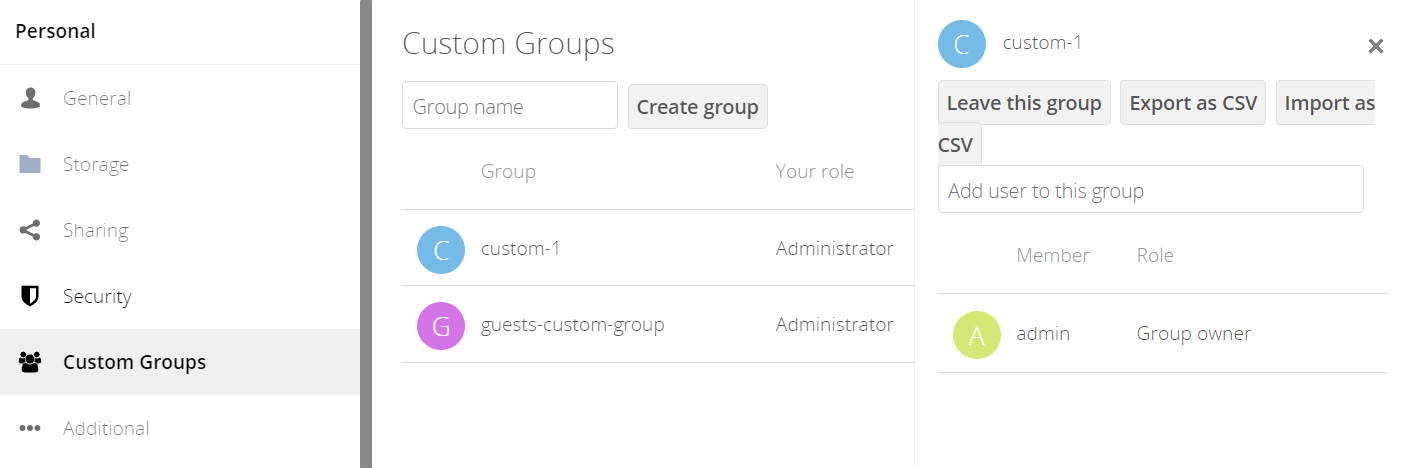 Personal
General
Storage
Sharing
Security
Custom Groups
Additional
Custom Groups
Group name
Create group
Group Your role
C custom-1 Administrator
G guests-custom-group Administrator
C custom-1 ×
Leave this group Export as CSV Import as
CSV
Add user to this group
Member Role
A admin Group owner